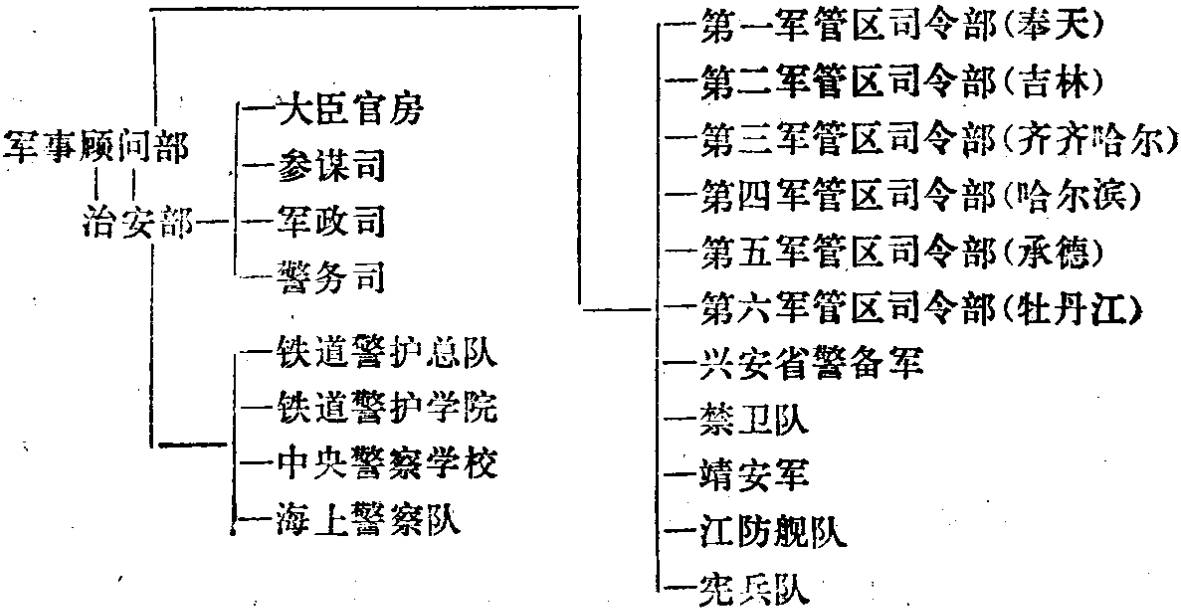 军事顾问部
治安部
大臣官房
参谋司
军政司
警务司
铁道警护总队
铁道警护学院
中央警察学校
海上警察队
第一军管区司令部(奉天)
第二军管区司令部(吉林)
第三军管区司令部(齐齐哈尔)
第四军管区司令部(哈尔滨)
第五军管区司令部(承德)
第六军管区司令部(牡丹江)
兴安省警备军
禁卫队
靖安军
江防舰队
宪兵队